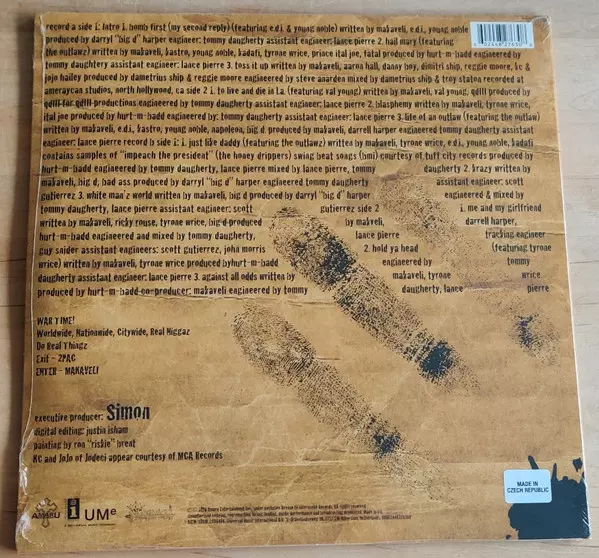 record a side 1: intro 1. bomb first (my second reply) (featuring e.d.i. & young noble) written by makaveli, e.d.i., young noble
produced by darryl "big d" harper engineer: tommy daugherty assistant engineer: lance pierre 2. hail mary (featuring
the outlawz) written by makaveli, kastro, young noble, kadafi, tyrone wrice, prince ital joe, fatal produced by hurt-m-badd engineered by:
tommy daughtery assistant engineer: lance pierre 3. toss it up written by makaveli, aaron hall, danny boy, dimitri ship, reggie moore, kc &
jojo hailey produced by dametrius ship & reggie moore engineered by steve anarden mixed by dametrius ship & troy staton recorded at
ameraycan studios, north hollywood, ca side 2 1. to live and die in l.a. (featuring val young) written by makaveli, val young, qdIII produced by
qdIII for qdIII productions engineered by tommy daugherty assistant engineer: lance pierre 2. blasphemy written by makaveli, tyrone wrice,
ital joe produced by hurt-m-badd engineered by: tommy daugherty assistant engineer: lance pierre 3. life of an outlaw (featuring outlawz)
written by makaveli, e.d.i., kastro, young noble, napoleon, big d. produced by makaveli, darrell harper engineered tommy daugherty assistant
engineer: lance pierre record b side 1: 1. just like daddy (featuring the outlawz) written by makaveli, tyrone wrice, e.d.i., young noble, kadafi
contains samples of "impeach the president" (the honey drippers) swing beat songs (bmi) courtesy of tuff city records produced by
hurt-m-badd engineered by tommy daugherty, lance pierre mixed by lance pierre, tommy daugherty 2. krazy written by
makaveli, big d, bad ass produced by darryl "big d" harper engineered tommy daugherty assistant engineer: scott
gutierrez 3. white man'z world written by makaveli, big d produced by darryl "big d" harper engineered & mixed by
tommy daugherty, lance pierre assistant engineer: scott gutierrez side 2 1. me and my girlfriend
written by makaveli, ricky rouse, tyrone wrice, big-d produced by makveli, darrell harper,
hurt-m-badd engineered and mixed by tommy daugherty, lance pierre tracking engineer
guy snider assistant engineers: scott gutierrez, john morris 2. hold ya head (featuring tyrone
wrice) written by makaveli, tyrone wrice produced byhurt-m-badd engineered by tommy
daugherty assistant engineer: lance pierre 3. against all odds written by makaveli, tyrone wrice
produced by hurt-m-badd co-producer: makaveli engineered by tommy daugherty, lance pierre
WAR TIME!
Worldwide, Nationwide, Citywide, Real Niggaz
Do Real Thingz
Exit - 2PAC
ENTER - MAKAVELI
executive producer: Simon
digital editing: justin isham
painting by ron "riskie" brent
KC and JoJo of Jodeci appear courtesy of MCA Records
AMARU
i UMe
MADE IN
CZECH REPUBLIC